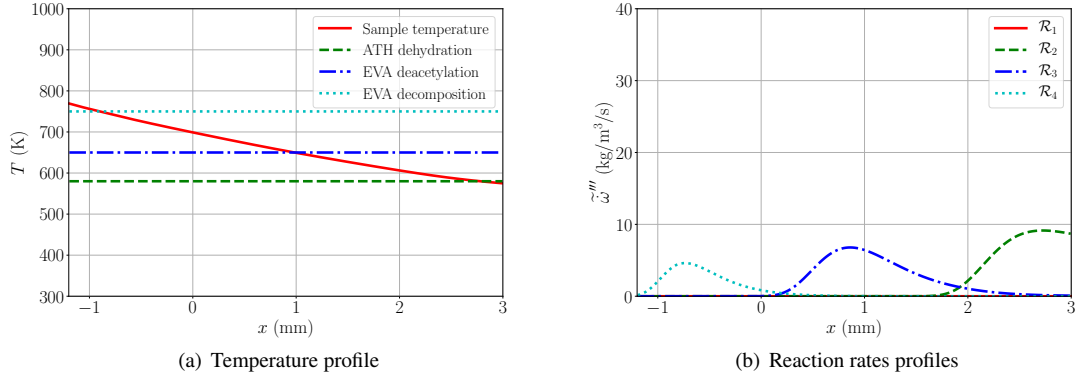 1000
900
800
700
600
500
400
300
T (K)
−1
0
1
2
3
x (mm)
Sample temperature
ATH dehydration
EVA deacetylation
EVA decomposition
(a) Temperature profile
40
30
20
10
0
ω̃̇′′′ (kg/m³/s)
−1
0
1
2
3
x (mm)
ℛ₁
ℛ₂
ℛ₃
ℛ₄
(b) Reaction rates profiles